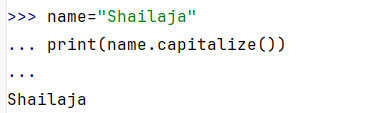 >>> name="Shailaja"
... print(name.capitalize())
...
Shailaja